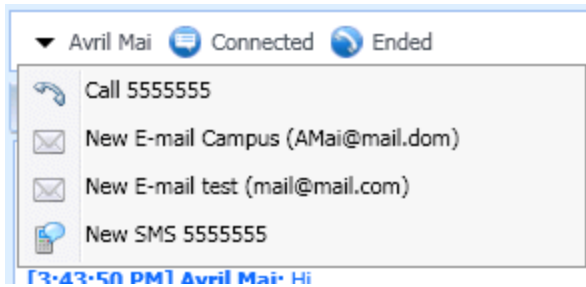 Avril Mai Connected Ended
Call 5555555
New E-mail Campus (AMai@mail.dom)
New E-mail test (mail@mail.com)
New SMS 5555555
[3:43:50 PM] Avril Mai: Hi